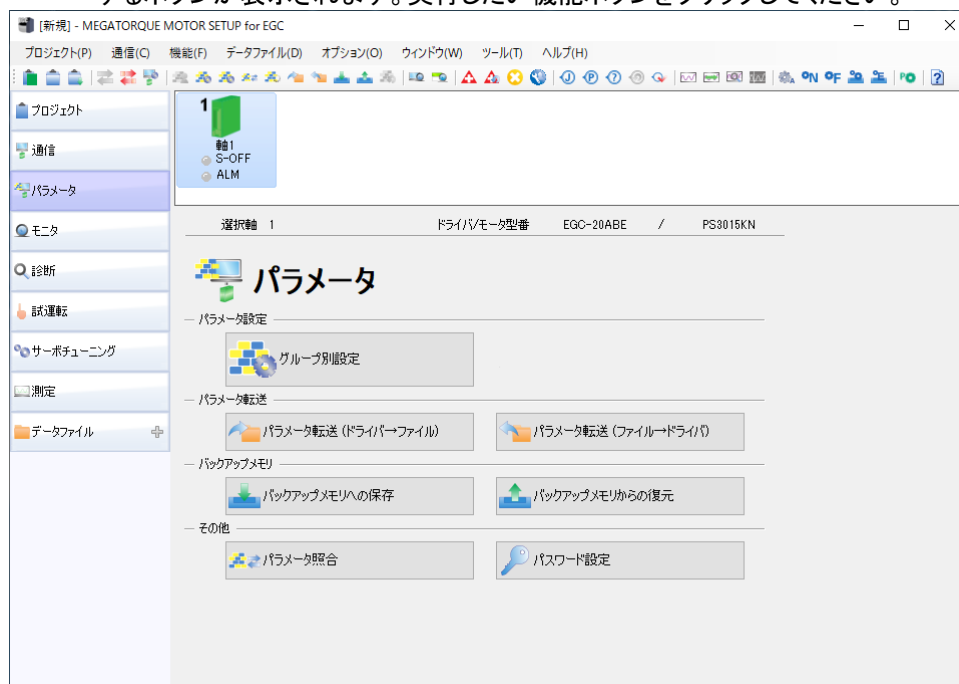 するボタンが表示されます。実行したい機能ボタンをクリックしてください。
[新規] - MEGATORQUE MOTOR SETUP for EGC
プロジェクト(P) 通信(C) 機能(F) データファイル(D) オプション(O) ウィンドウ(W) ツール(T) ヘルプ(H)
プロジェクト
通信
パラメータ
モニタ
診断
試運転
サーボチューニング
測定
データファイル
1
軸1
S-OFF
ALM
選択軸 1 ドライバ/モータ型番 EGC-20ABE / PS3015KN
パラメータ
パラメータ設定
グループ別設定
パラメータ転送
パラメータ転送 (ドライバ→ファイル) パラメータ転送 (ファイル→ドライバ)
バックアップメモリ
バックアップメモリへの保存 バックアップメモリからの復元
その他
パラメータ照合 パスワード設定